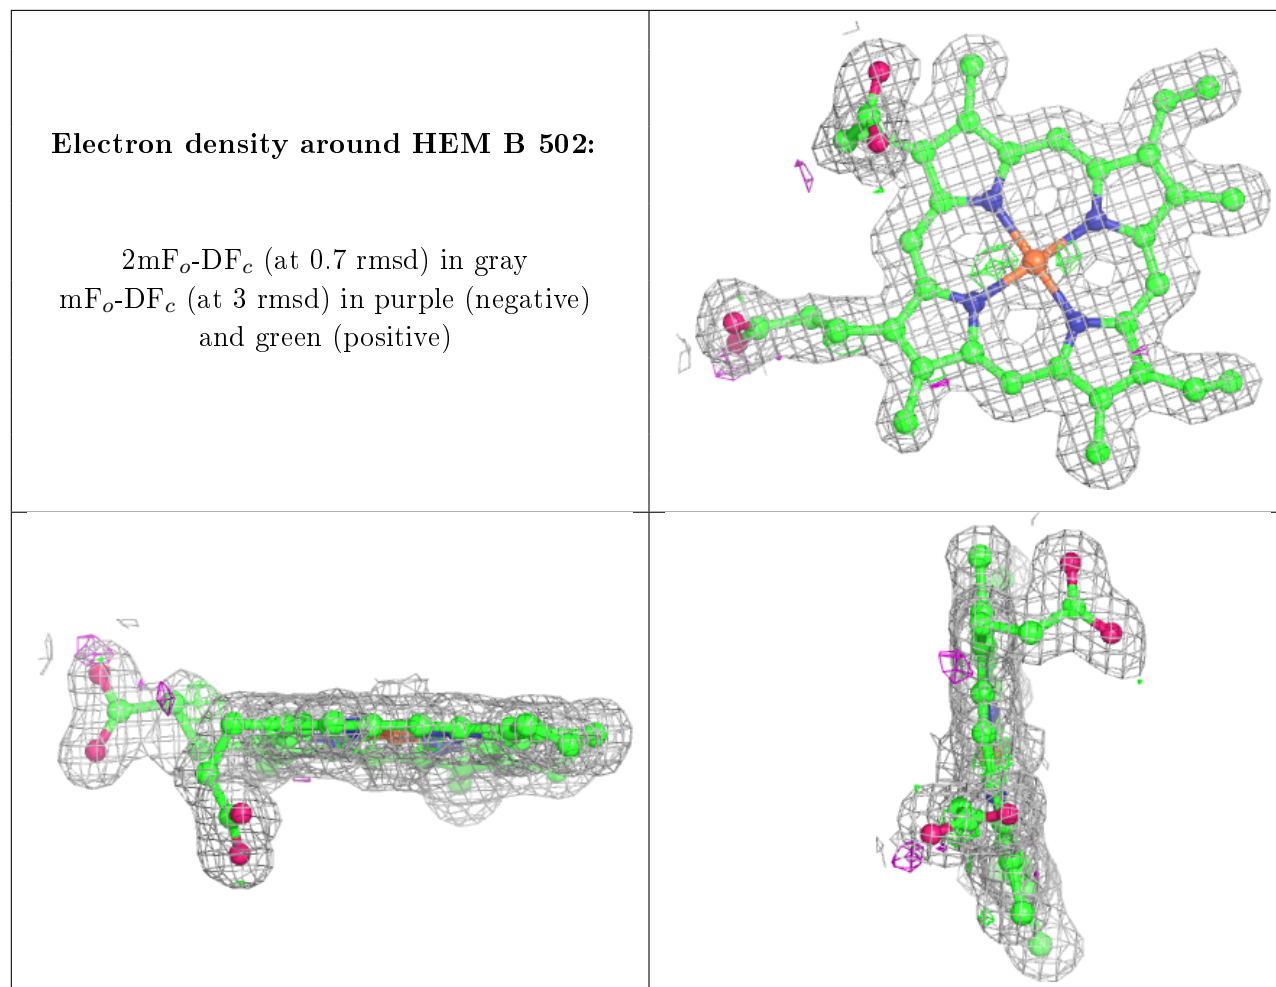 Electron density around HEM B 502:
2mFo-DFc (at 0.7 rmsd) in gray
mFo-DFc (at 3 rmsd) in purple (negative)
and green (positive)